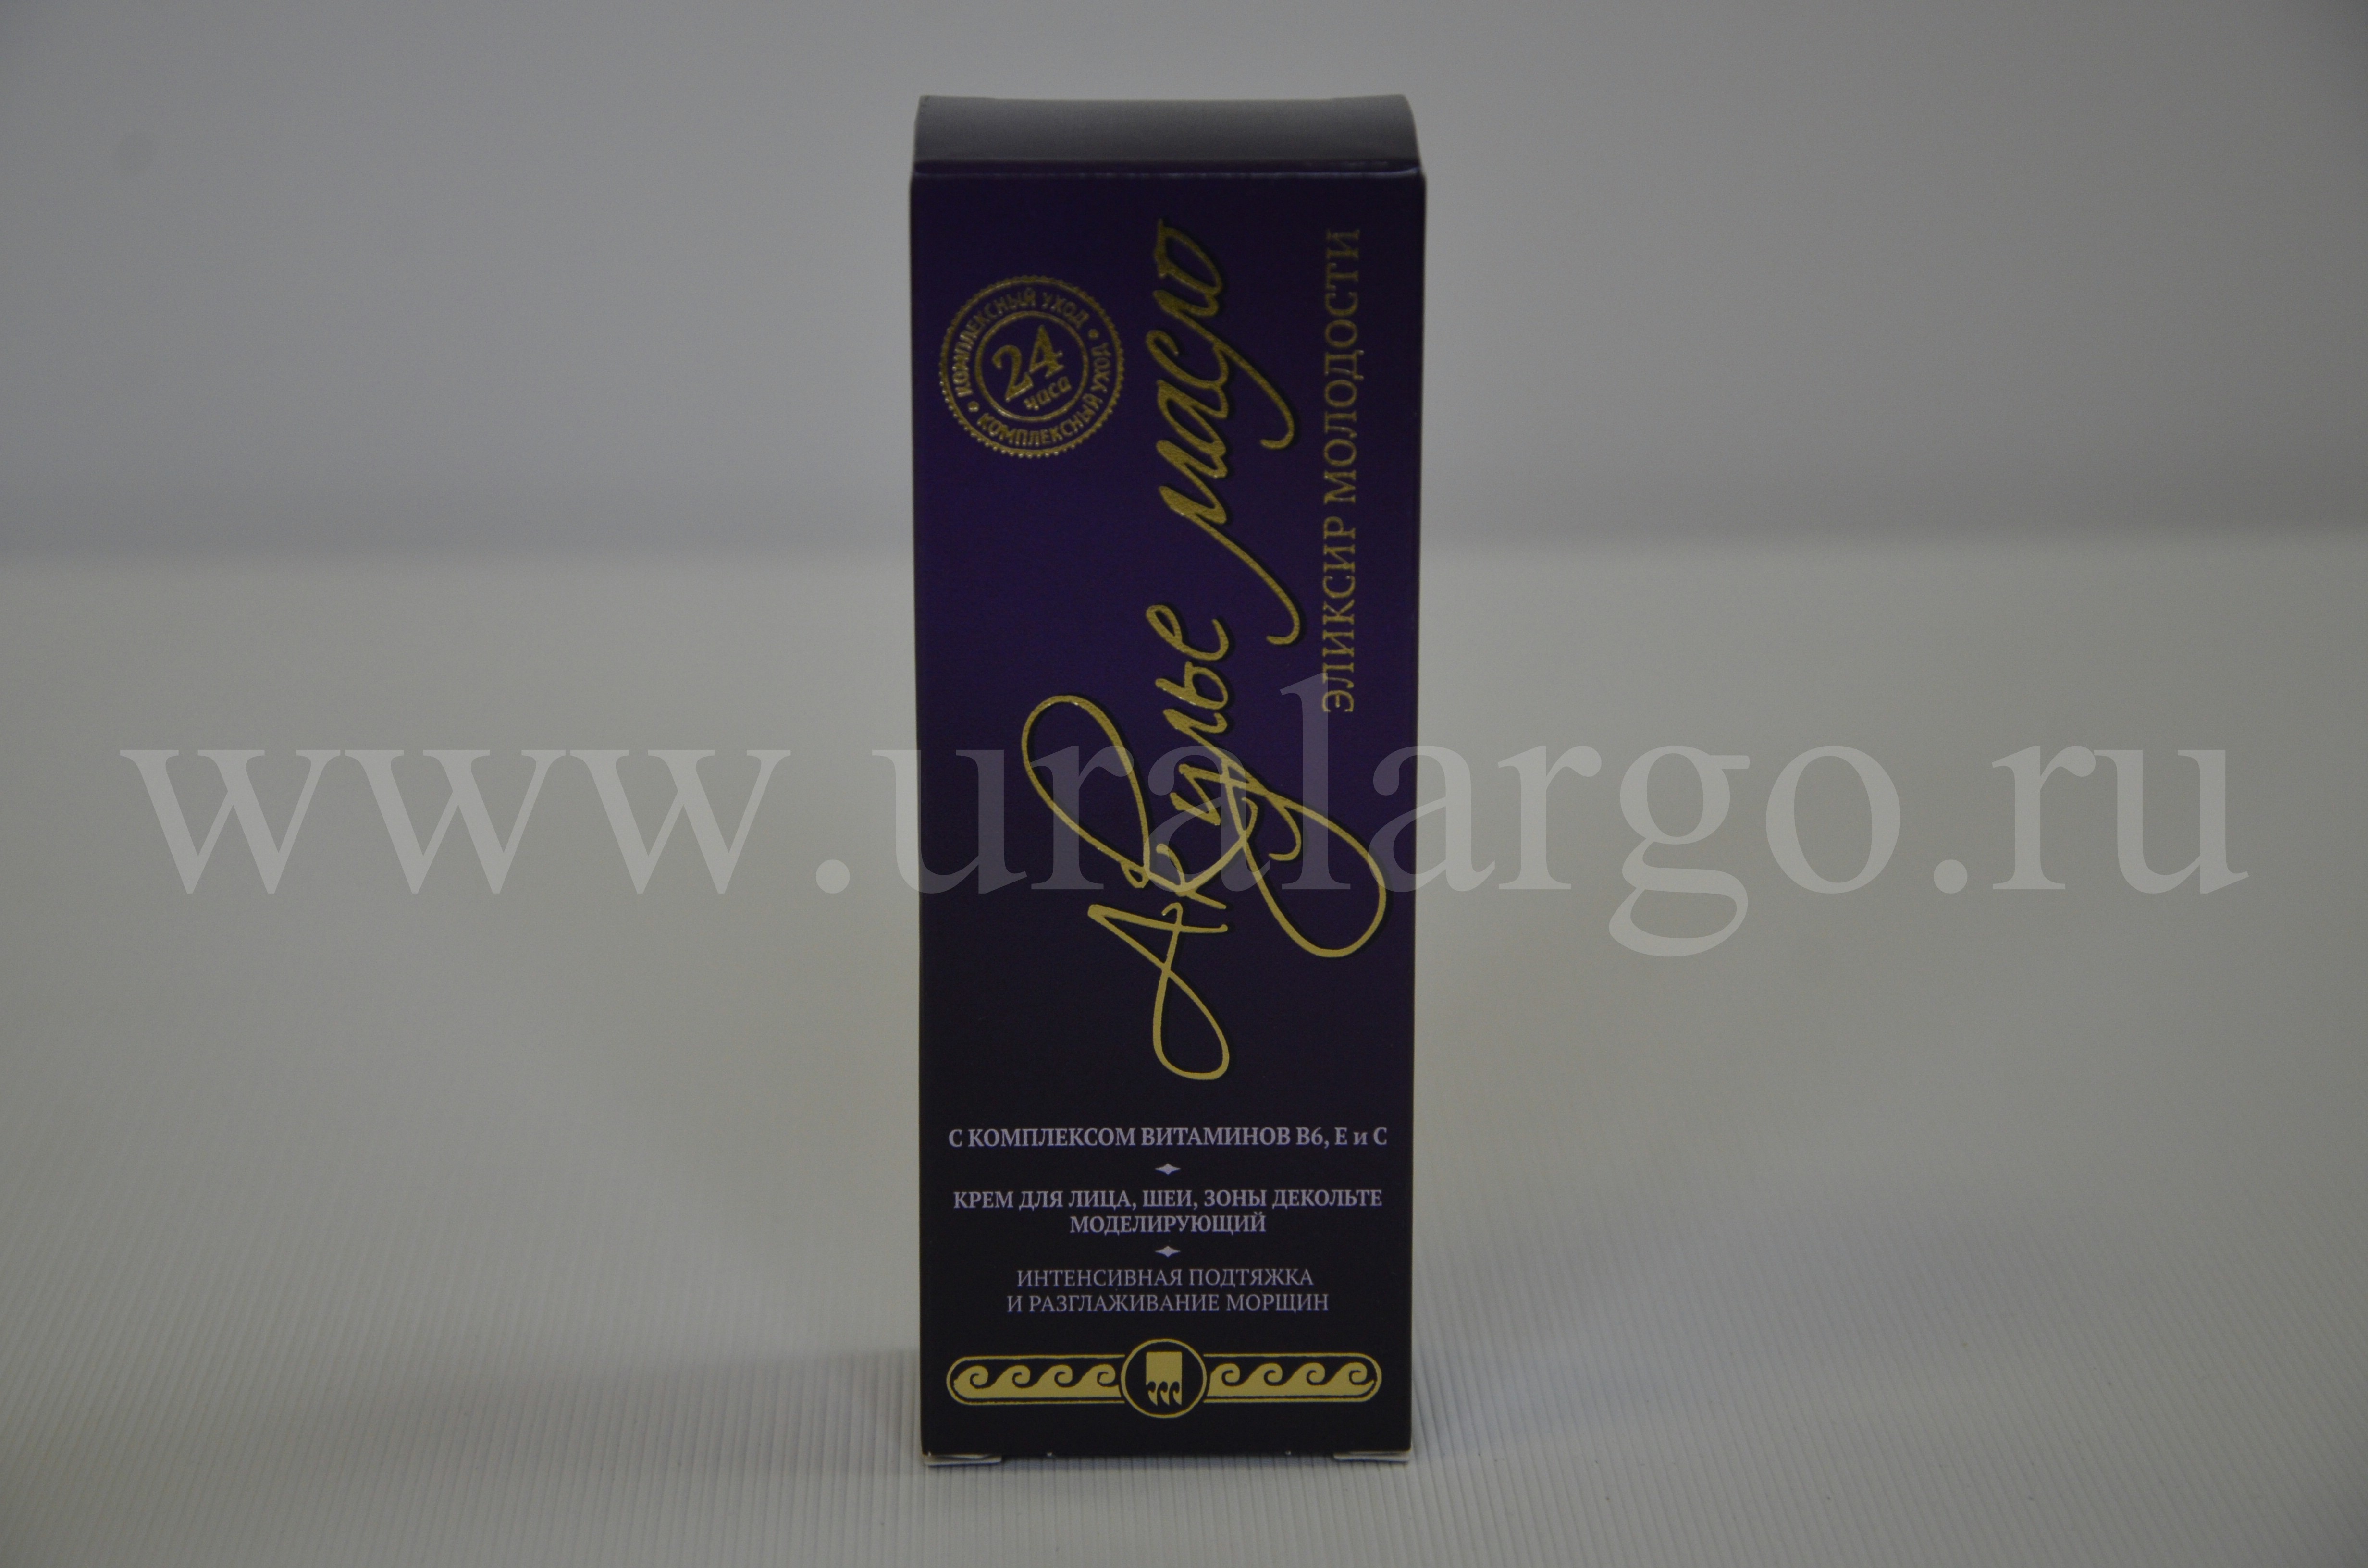 КОМПЛЕКСНЫЙ УХОД • КОМПЛЕКСНЫЙ УХОД •
24
часа
Акулье масло
ЭЛИКСИР МОЛОДОСТИ
www.uralargo.ru
С КОМПЛЕКСОМ ВИТАМИНОВ В6, Е и С
КРЕМ ДЛЯ ЛИЦА, ШЕИ, ЗОНЫ ДЕКОЛЬТЕ
МОДЕЛИРУЮЩИЙ
ИНТЕНСИВНАЯ ПОДТЯЖКА
И РАЗГЛАЖИВАНИЕ МОРЩИН